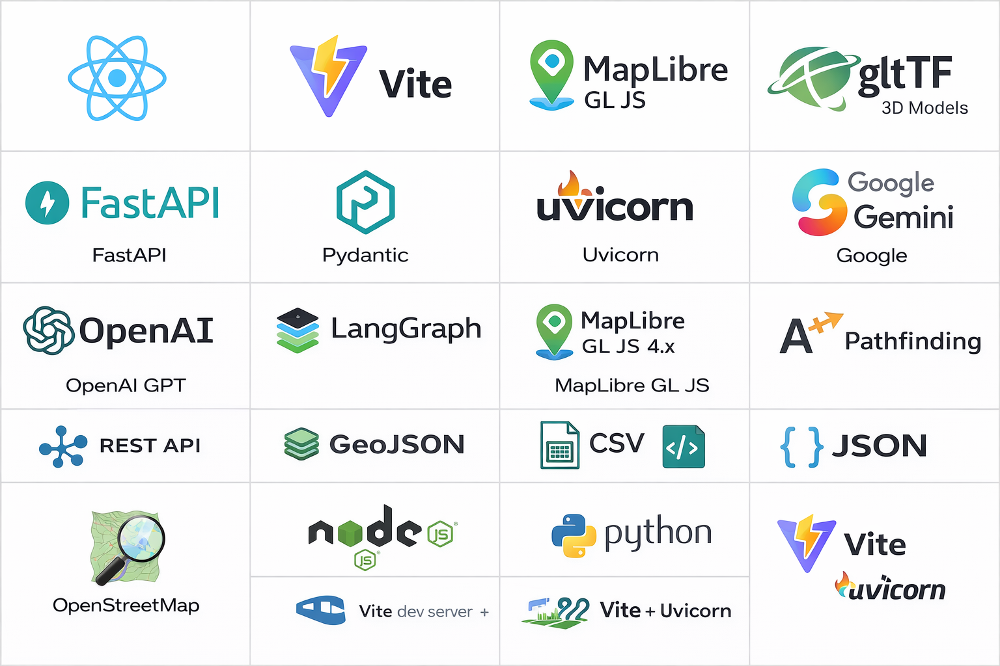 Vite
MapLibre
GL JS
gltTF
3D Models
FastAPI
FastAPI
Pydantic
uvicorn
Uvicorn
Google
Gemini
Google
OpenAI
OpenAI GPT
LangGraph
MapLibre
GL JS 4.x
MapLibre GL JS
A
Pathfinding
REST API
GeoJSON
CSV
</>
{ } JSON
OpenStreetMap
node
JS
JS
python
Vite
uvicorn
Vite dev server +
Vite + Uvicorn